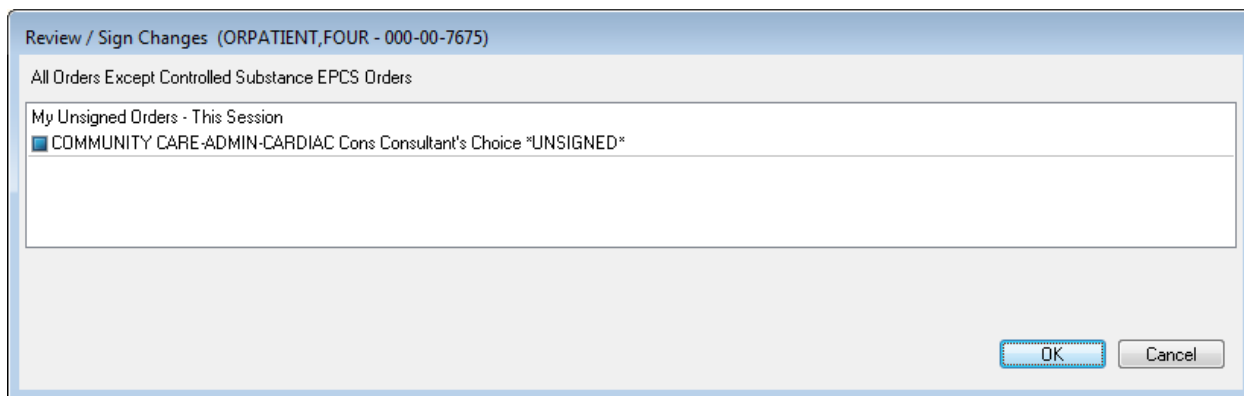 Review / Sign Changes (ORPATIENT,FOUR - 000-00-7675)
All Orders Except Controlled Substance EPCS Orders
My Unsigned Orders - This Session
COMMUNITY CARE-ADMIN-CARDIAC Cons Consultant's Choice *UNSIGNED*
OK Cancel